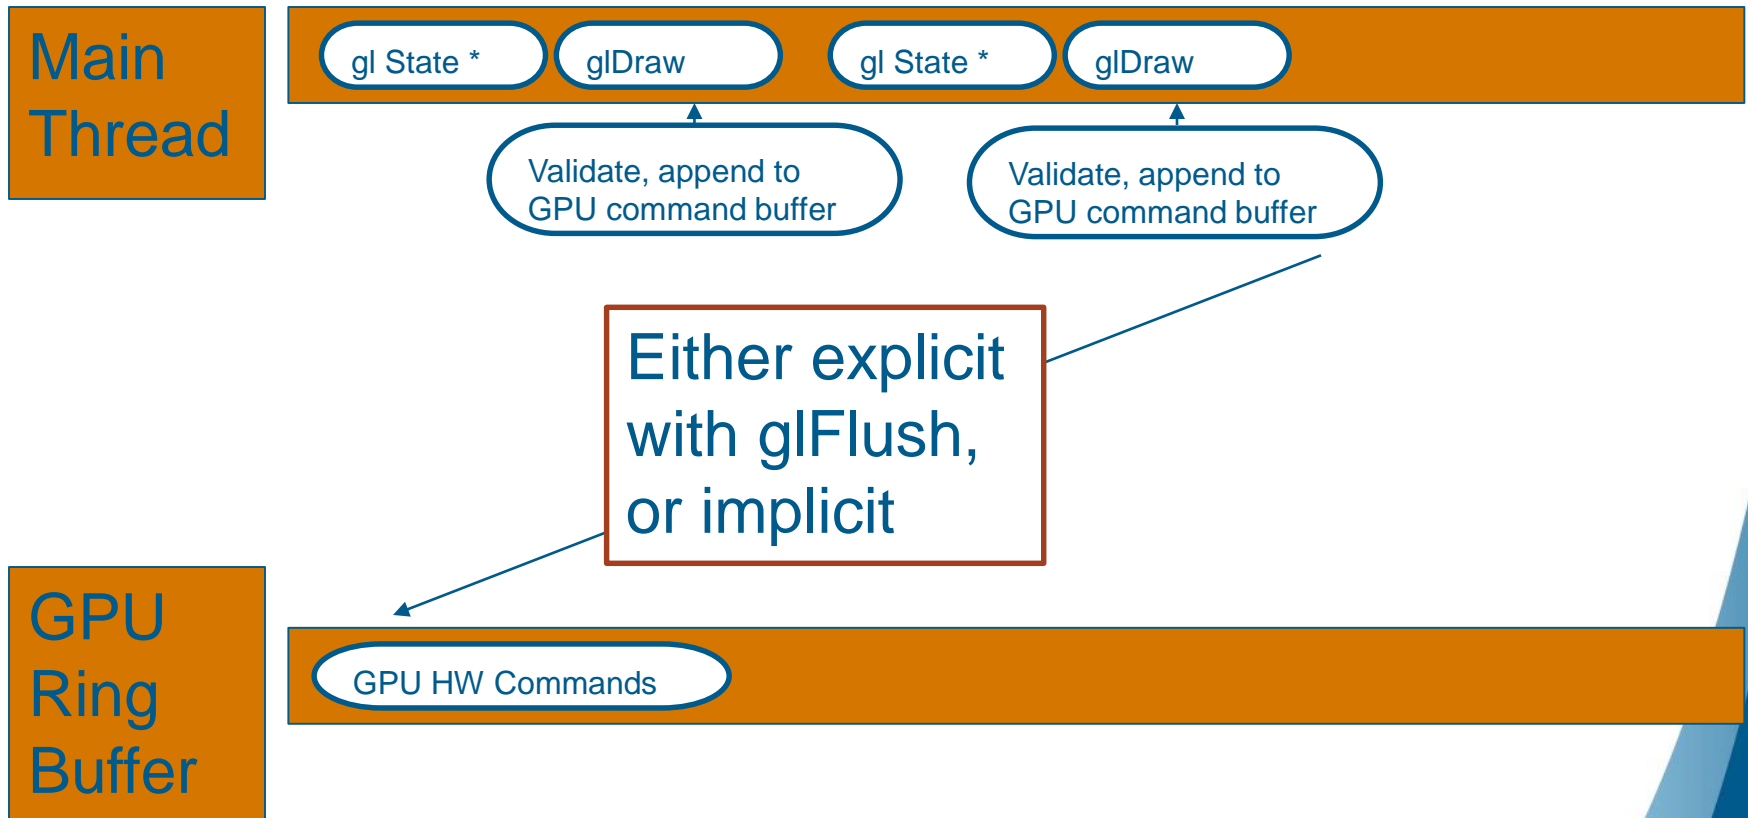 Main
Thread
gl State *
glDraw
gl State *
glDraw
Validate, append to
GPU command buffer
Validate, append to
GPU command buffer
Either explicit
with glFlush,
or implicit
GPU
Ring
Buffer
GPU HW Commands